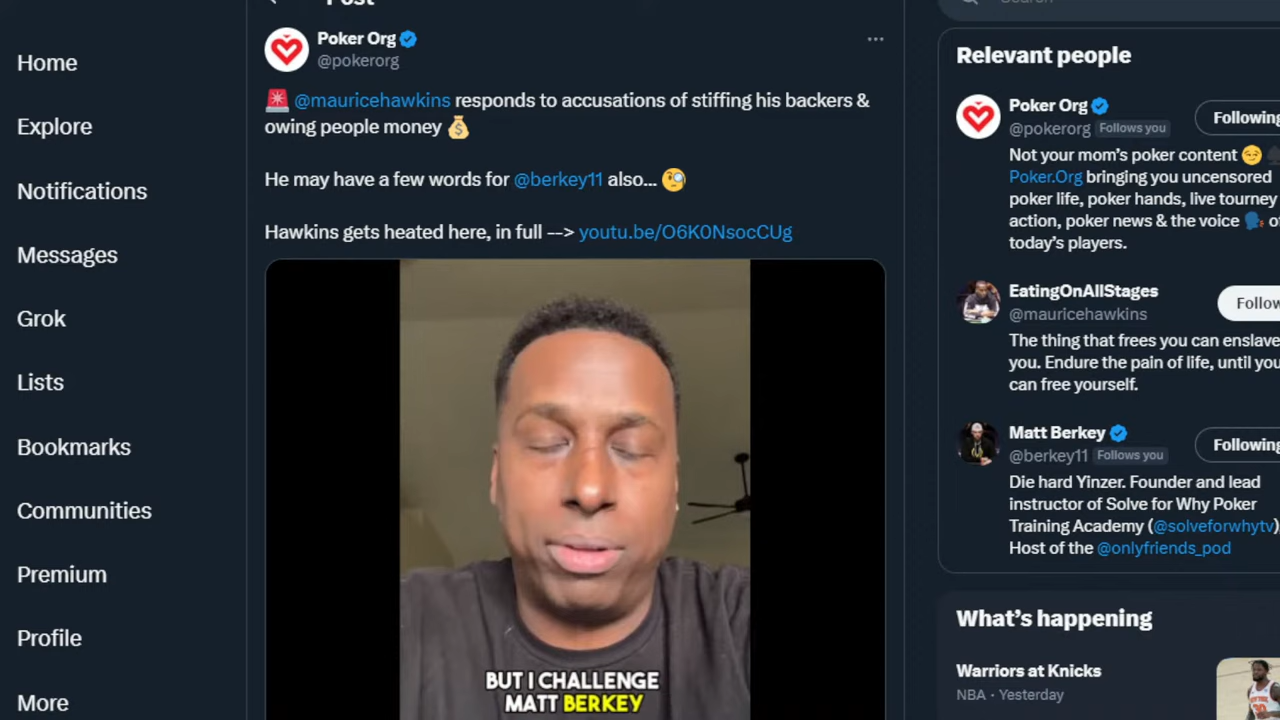 Post
Search
Home
Explore
Notifications
Messages
Grok
Lists
Bookmarks
Communities
Premium
Profile
More
Poker Org
@pokerorg
🚨 @mauricehawkins responds to accusations of stiffing his backers &
owing people money 💰
He may have a few words for @berkey11 also... 🧐
Hawkins gets heated here, in full --> youtu.be/O6K0NsocCUg
BUT I CHALLENGE
MATT BERKEY
Relevant people
Poker Org
@pokerorg Follows you
Following
Not your mom's poker content 😏 ♠
Poker.Org bringing you uncensored
poker life, poker hands, live tourney
action, poker news & the voice 🗣 of
today's players.
EatingOnAllStages
@mauricehawkins
Follow
The thing that frees you can enslave
you. Endure the pain of life, until you
can free yourself.
Matt Berkey
@berkey11 Follows you
Following
Die hard Yinzer. Founder and lead
instructor of Solve for Why Poker
Training Academy (@solveforwhytv)
Host of the @onlyfriends_pod
What's happening
Warriors at Knicks
NBA · Yesterday